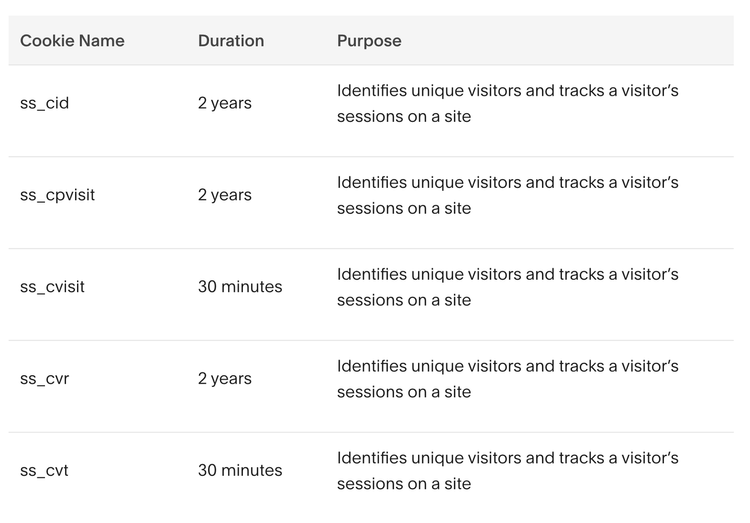 Cookie Name Duration Purpose
ss_cid 2 years Identifies unique visitors and tracks a visitor’s
sessions on a site
ss_cpvisit 2 years Identifies unique visitors and tracks a visitor’s
sessions on a site
ss_cvisit 30 minutes Identifies unique visitors and tracks a visitor’s
sessions on a site
ss_cvr 2 years Identifies unique visitors and tracks a visitor’s
sessions on a site
ss_cvt 30 minutes Identifies unique visitors and tracks a visitor’s
sessions on a site